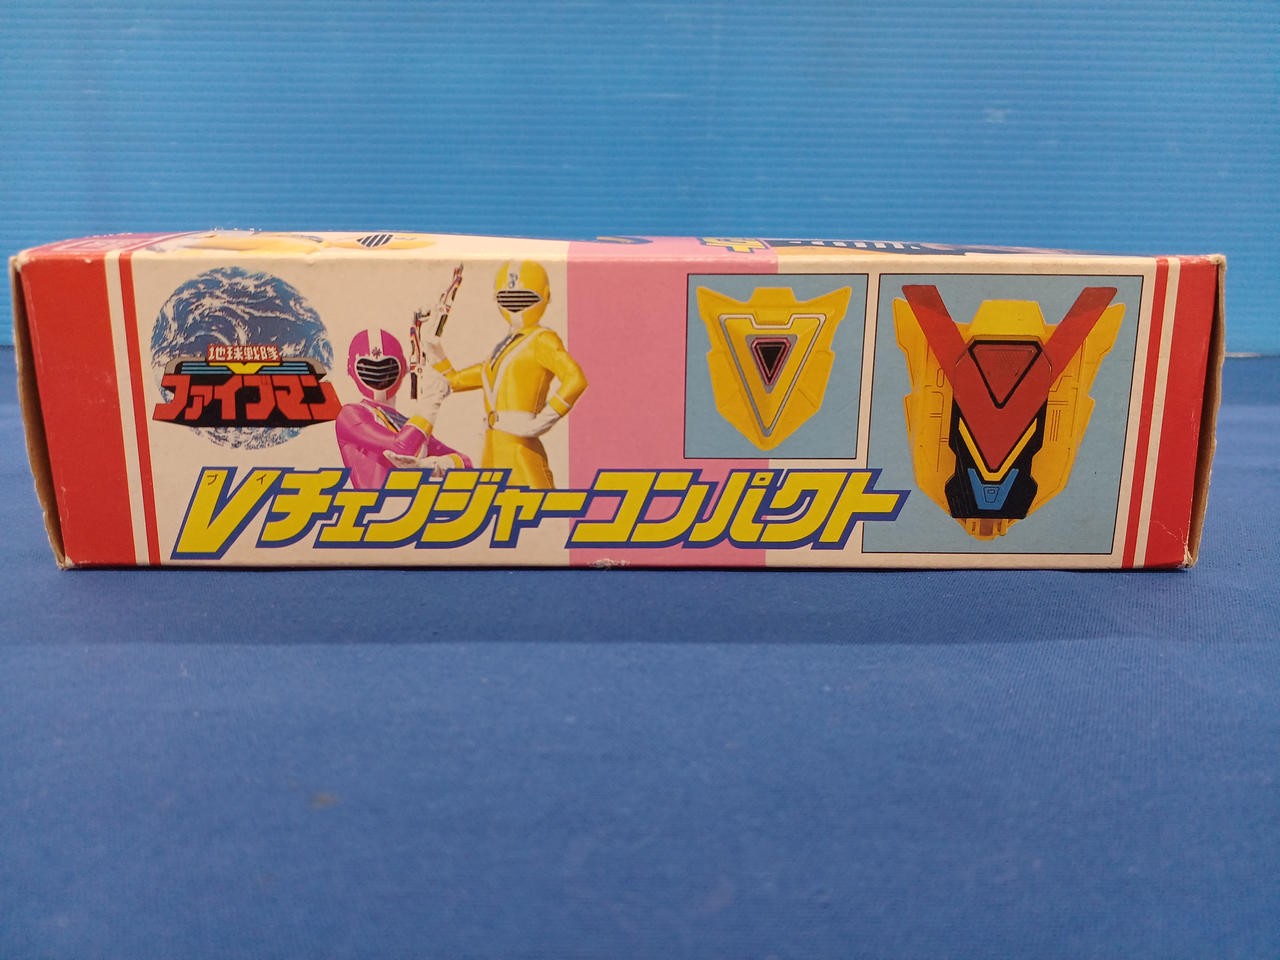 地球戦隊
ファイブマン
ブイ
Vチェンジャーコンパクト